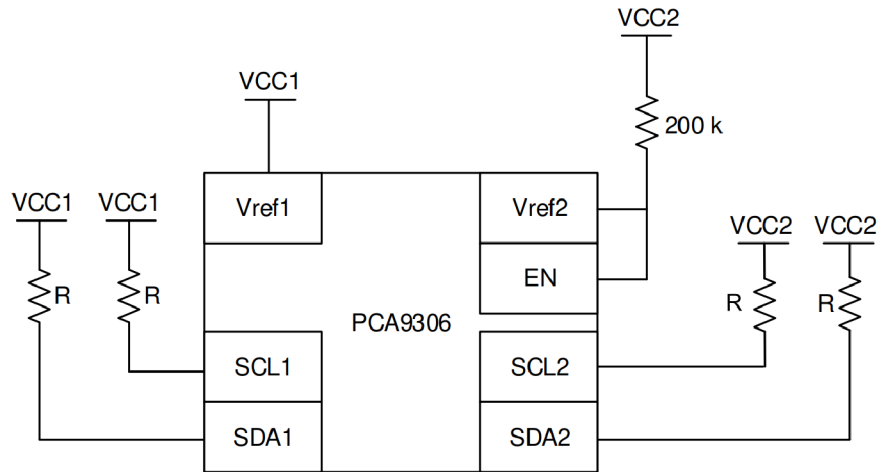 VCC2
VCC1
200 k
VCC1 VCC1
Vref1
Vref2
VCC2 VCC2
R
R
EN
R
R
PCA9306
SCL1
SCL2
SDA1
SDA2